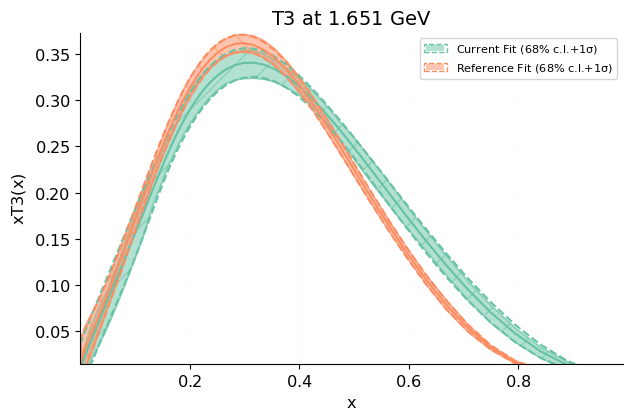 T3 at 1.651 GeV
Current Fit (68% c.l.+1σ)
Reference Fit (68% c.l.+1σ)
0.35
0.30
0.25
0.20
0.15
0.10
0.05
xT3(x)
0.2
0.4
0.6
0.8
x